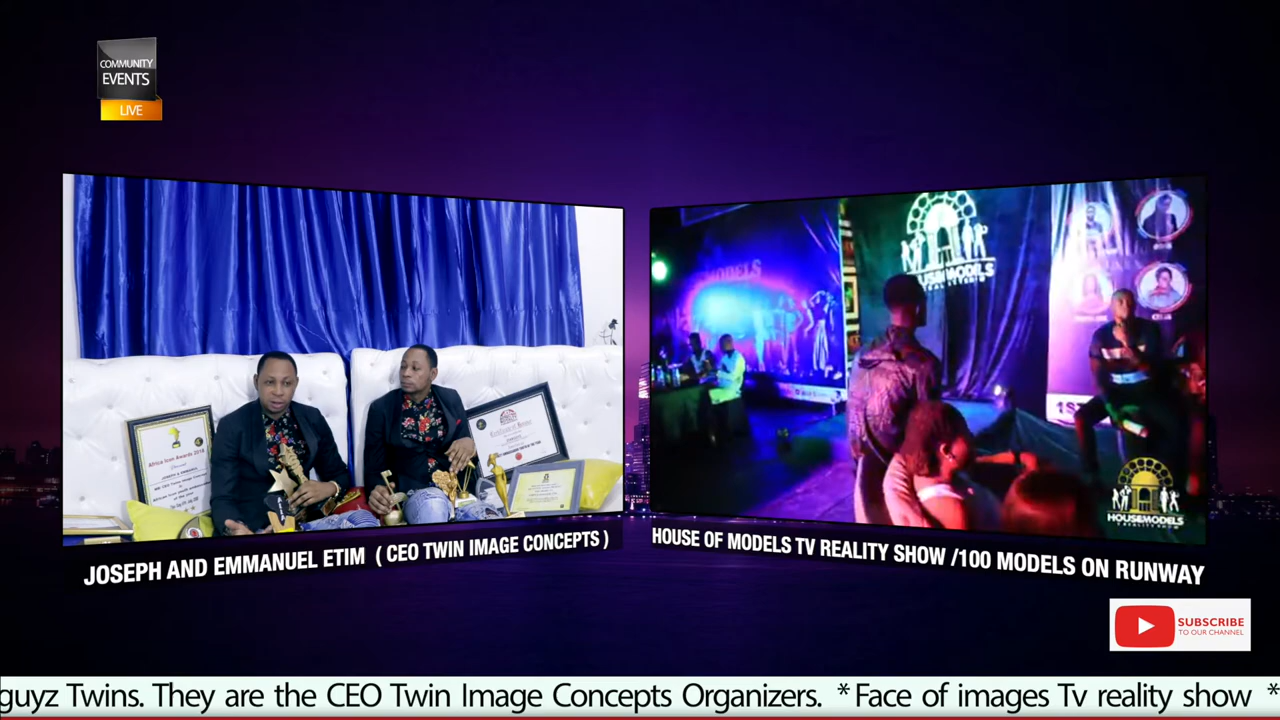 COMMUNITY
EVENTS
LIVE
MODELS
Africa Icon Awards 2018
HOUSEMODELS
JOSEPH AND EMMANUEL ETIM ( CEO TWIN IMAGE CONCEPTS )
HOUSE OF MODELS TV REALITY SHOW /100 MODELS ON RUNWAY
SUBSCRIBE
TO OUR CHANNEL
guyz Twins. They are the CEO Twin Image Concepts Organizers. *Face of images Tv reality show *